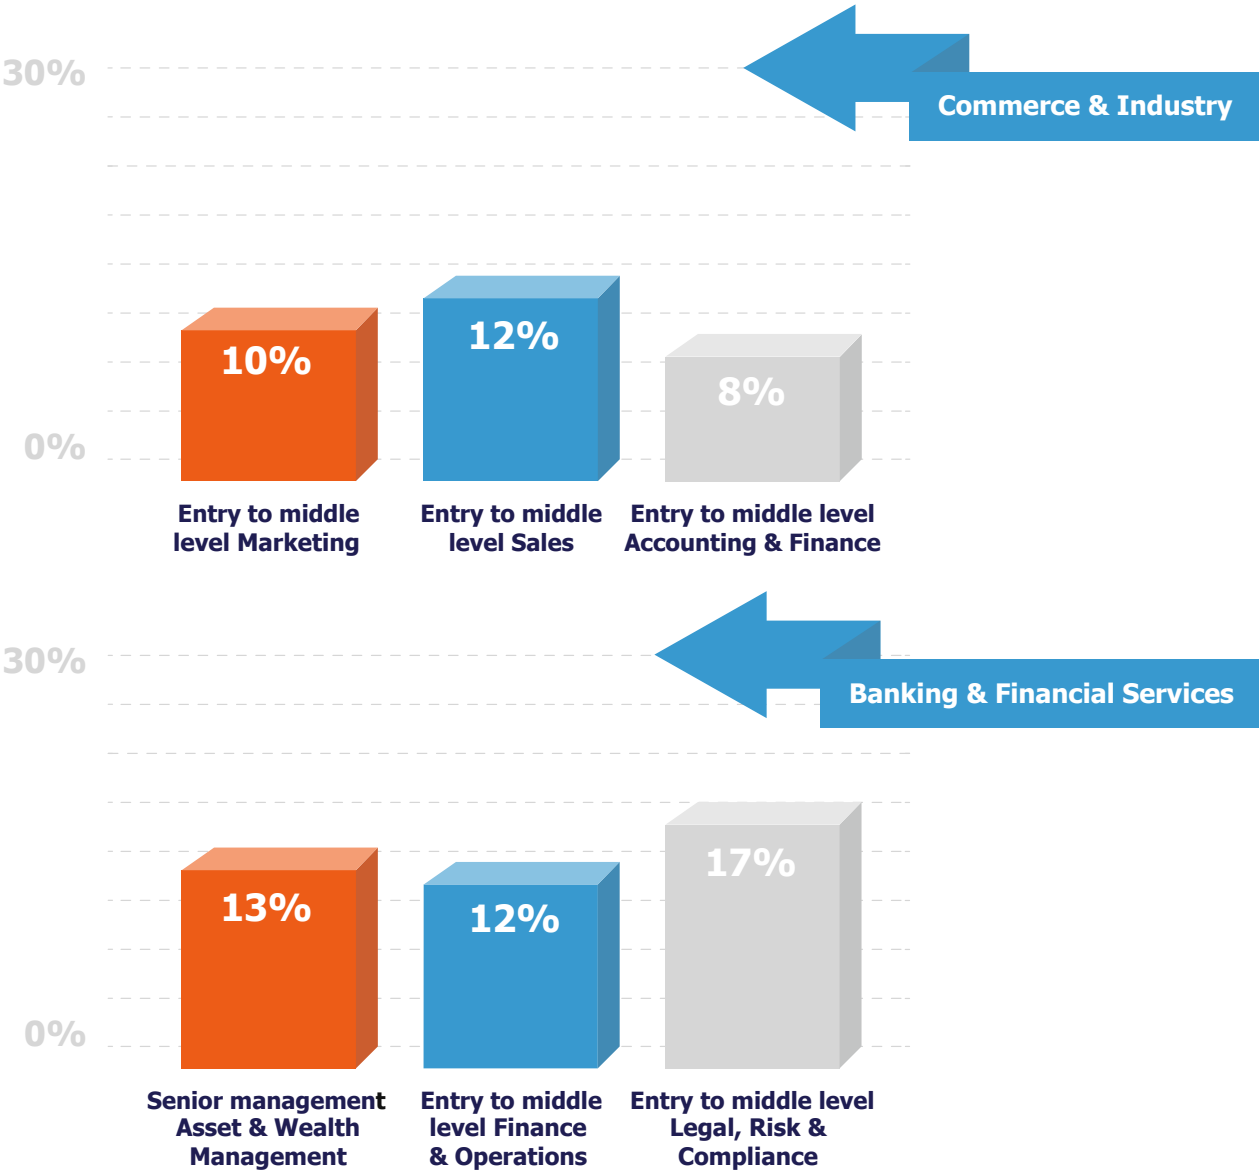 30%
Commerce & Industry
10%
12%
8%
0%
Entry to middle
level Marketing
Entry to middle
level Sales
Entry to middle level
Accounting & Finance
30%
Banking & Financial Services
13%
12%
17%
0%
Senior management
Asset & Wealth
Management
Entry to middle
level Finance
& Operations
Entry to middle level
Legal, Risk &
Compliance